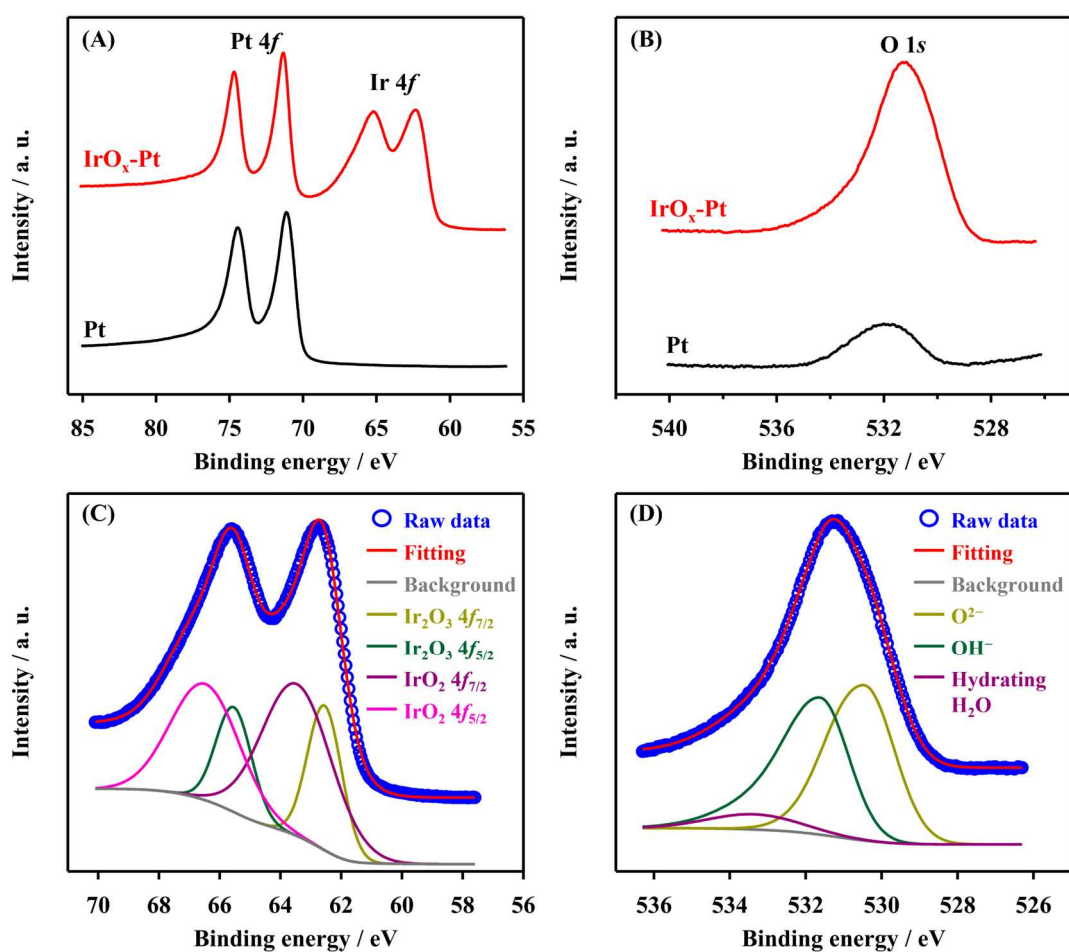 (A)
Pt 4f
Ir 4f
IrOₓ-Pt
Pt
Intensity / a. u.
85 80 75 70 65 60 55
Binding energy / eV
(B)
O 1s
IrOₓ-Pt
Pt
Intensity / a. u.
540 536 531 528
Binding energy / eV
(C)
Raw data
Fitting
Background
Ir₂O₃ 4f₇/₂
Ir₂O₃ 4f₅/₂
IrO₂ 4f₇/₂
IrO₂ 4f₅/₂
Intensity / a. u.
70 68 66 64 62 60 58 56
Binding energy / eV
(D)
Raw data
Fitting
Background
O²⁻
OH⁻
Hydrating
H₂O
Intensity / a. u.
536 534 531 530 528 526
Binding energy / eV